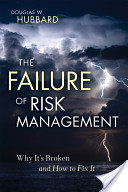 DOUGLAS W.
HUBBARD
THE
FAILURE
OF RISK
MANAGEMENT
Why It's Broken
and How to Fix It